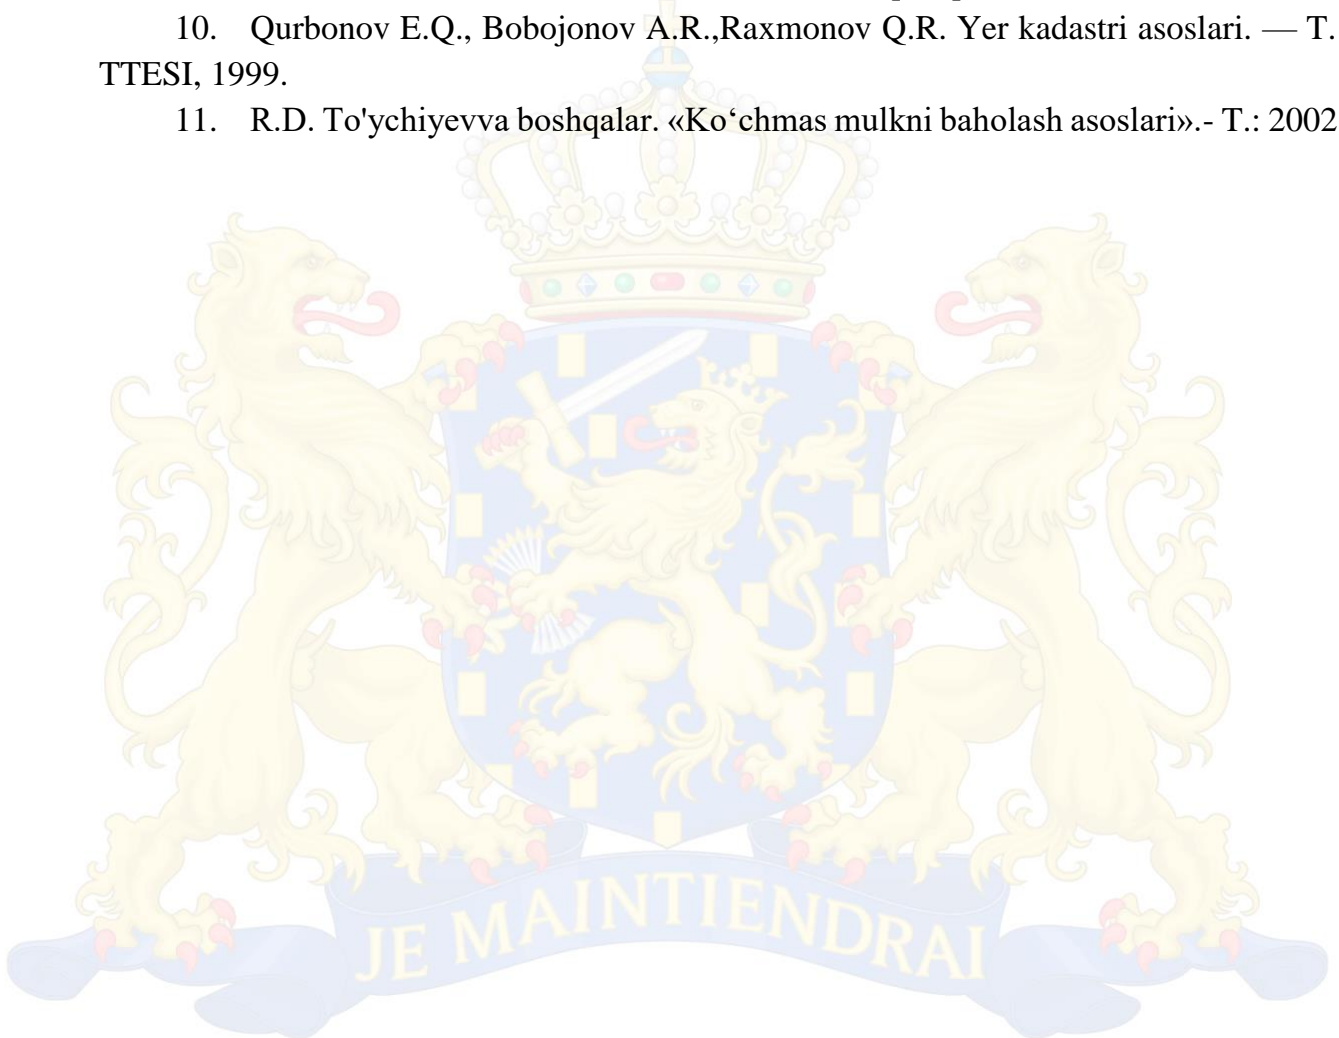 10. Qurbonov E.Q., Bobojonov A.R.,Raxmonov Q.R. Yer kadastri asoslari. — T.
TTESI, 1999.
11. R.D. To'ychiyevva boshqalar. «Ko‘chmas mulkni baholash asoslari».- T.: 2002
JE MAINTIENDRAI